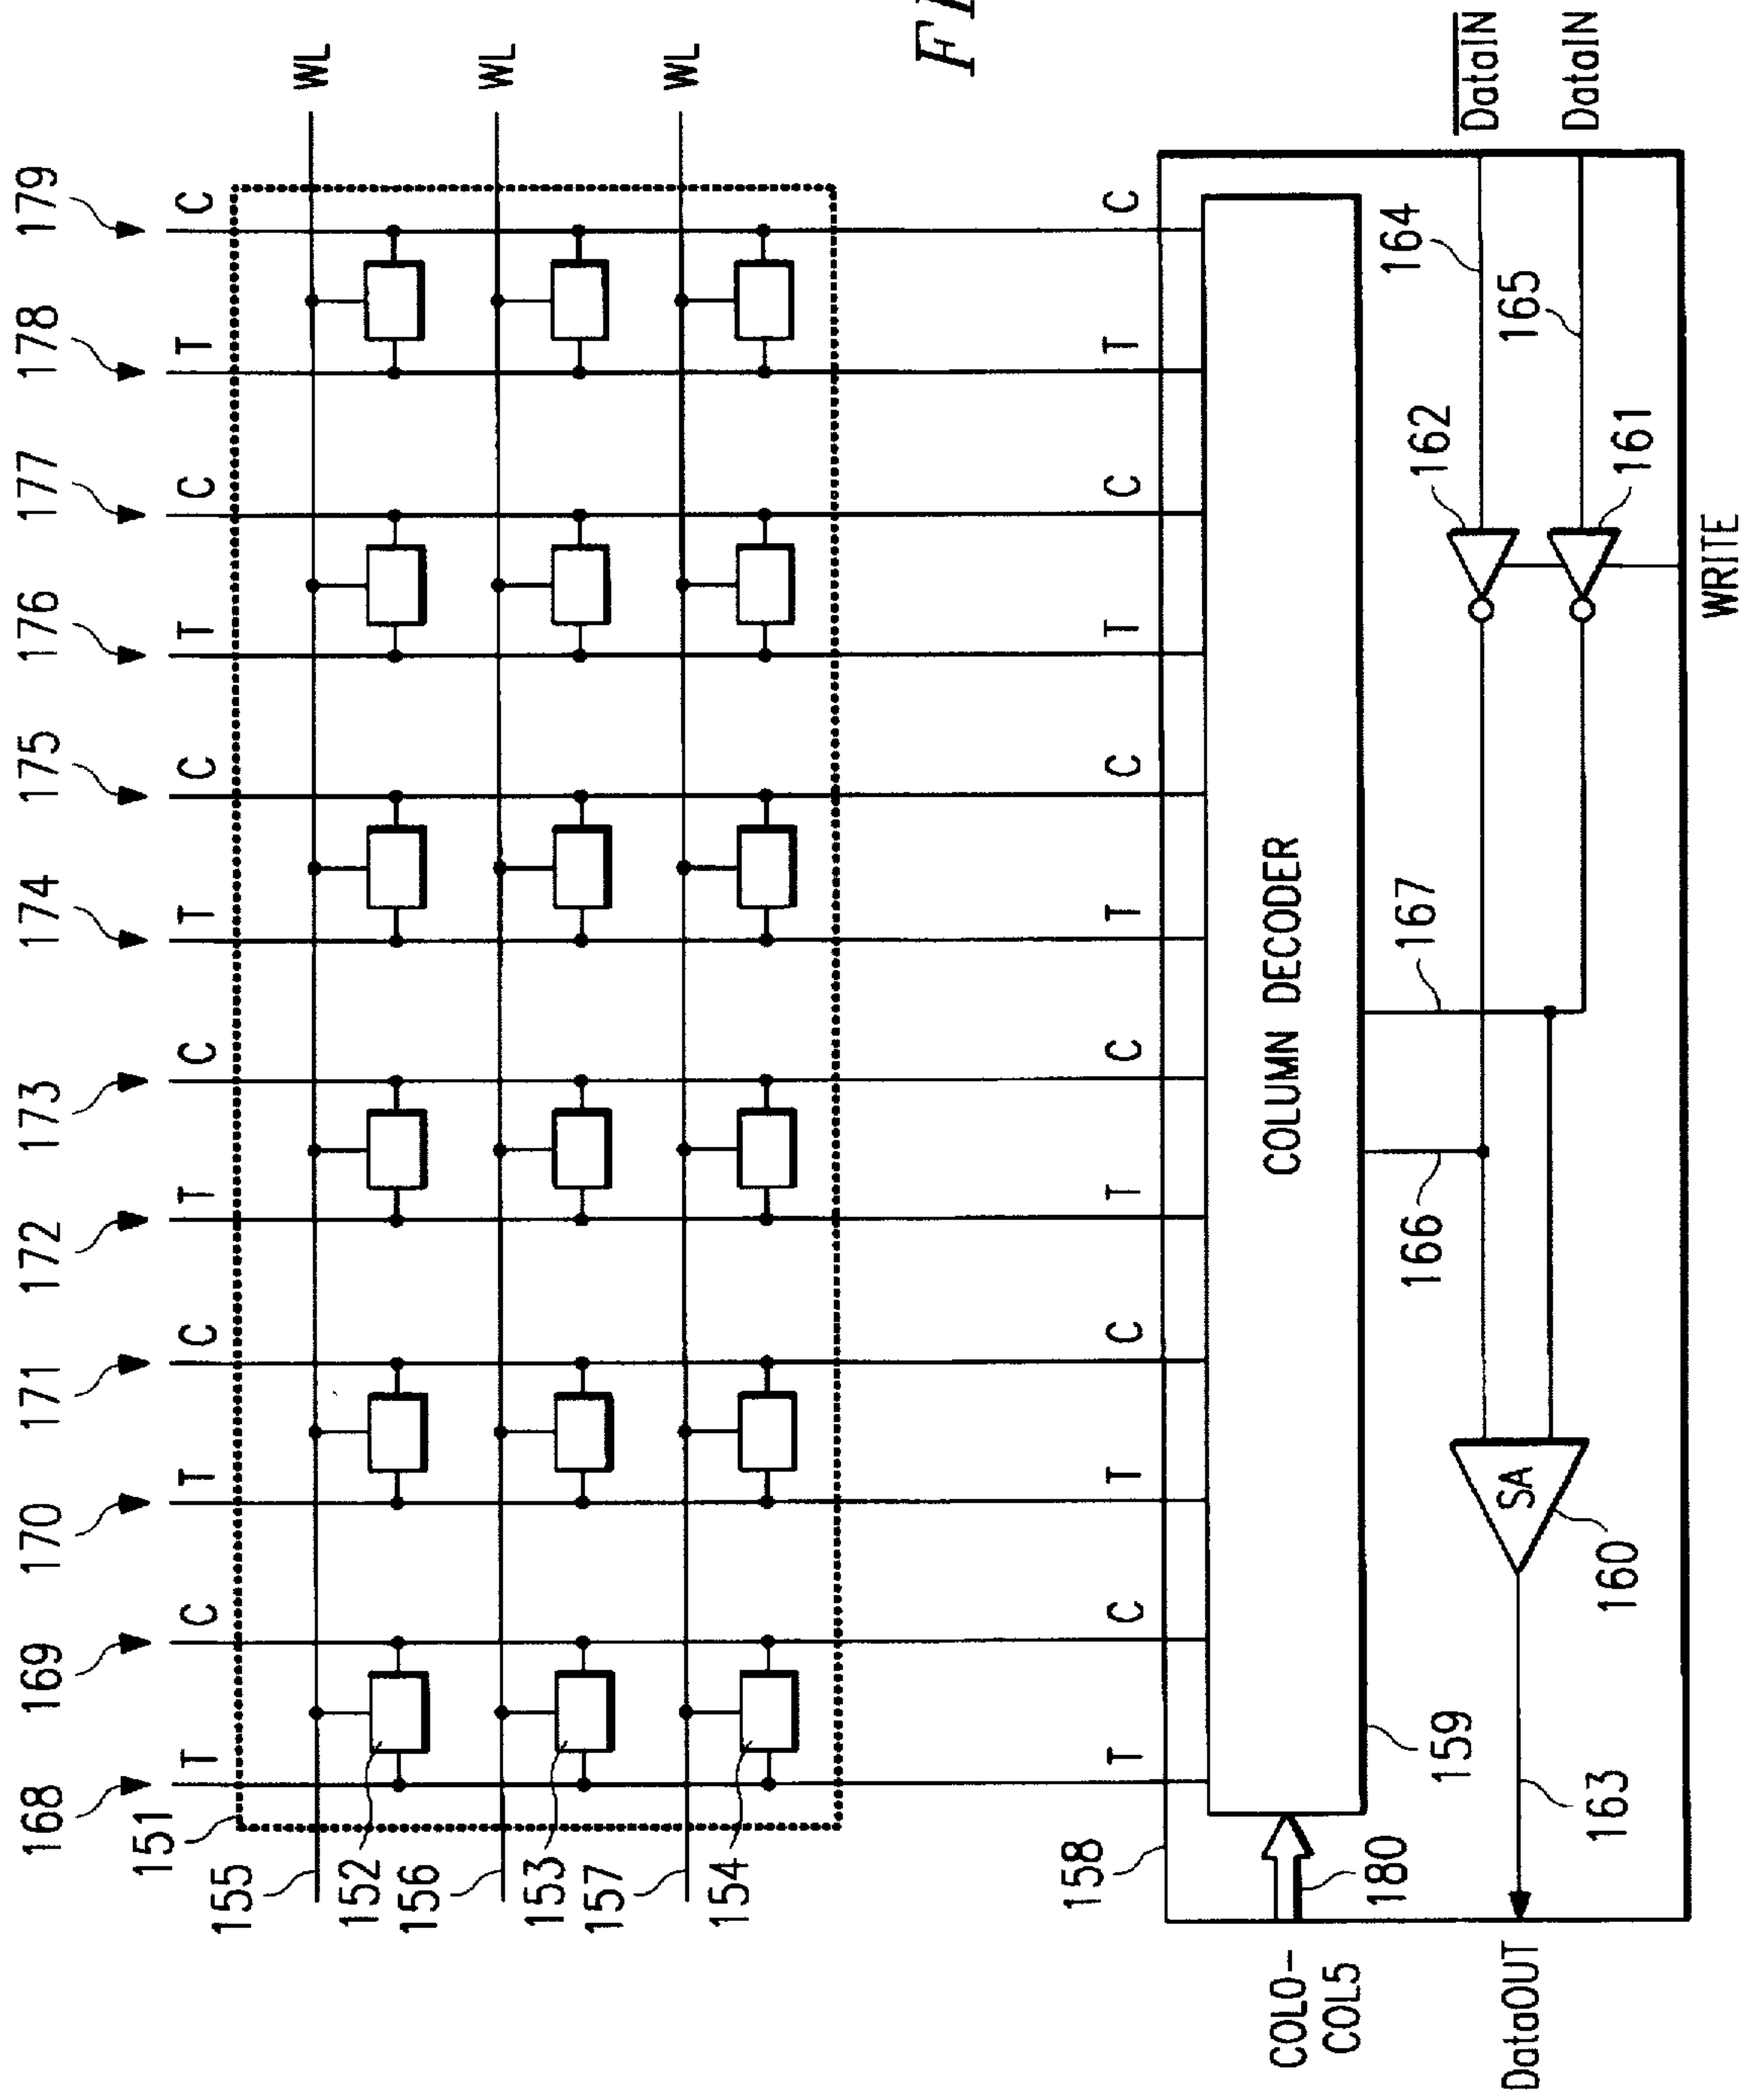 168 169 170 171 172 173 174 175 176 177 178 179
T C T C T C T C T C T C
151
155 WL
152
156 WL
153
157 WL
154
T C T C T C T C T C T C
158
COLUMN DECODER
COL0–
COL5
180
159
166 167
162 164
165
161
SA
160
163
DataOUT
DataIN
DataIN
WRITE